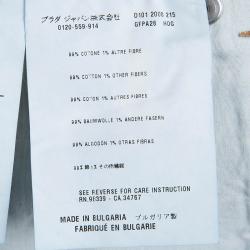 プラダ ジャパン株式会社 0101 2008 215
0120-559-914 GFPA28 H0G
99% COTONE 1% ALTRE FIBRE
99% COTTON 1% OTHER FIBERS
99% COTON 1% AUTRES FIBRES
99% BAUMWOLLE 1% ANDERE FASERN
99% ALGODÓN 1% OTRAS FIBRAS
99% 綿 1% その他繊維
SEE REVERSE FOR CARE INSTRUCTION
RN.98339 - CA.34767
MADE IN BULGARIA ブルガリア製
FABRIQUÉ EN BULGARIE